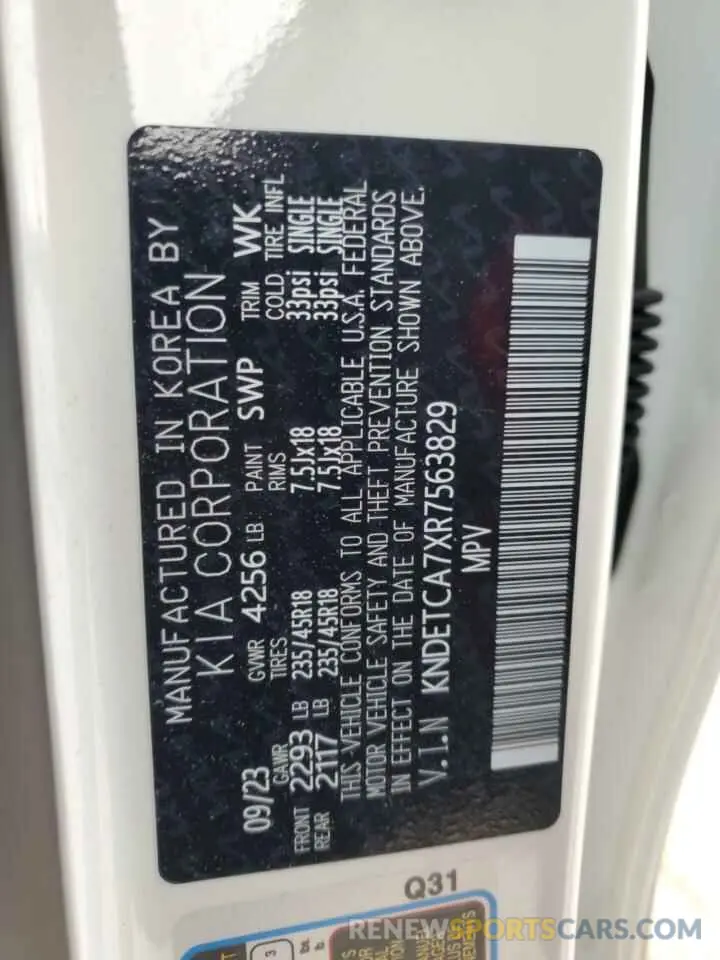 MANUFACTURED IN KOREA BY
KIA CORPORATION
09/23 GVWR 4256 LB PAINT SWP TRIM WK
GAWR TIRES RIMS COLD TIRE INFL
FRONT 2293 LB 235/45R18 7.5Jx18 33psi SINGLE
REAR 2117 LB 235/45R18 7.5Jx18 33psi SINGLE
THIS VEHICLE CONFORMS TO ALL APPLICABLE U.S.A. FEDERAL
MOTOR VEHICLE SAFETY AND THEFT PREVENTION STANDARDS
IN EFFECT ON THE DATE OF MANUFACTURE SHOWN ABOVE.
V.I.N KNDETCA7XR7563829
MPV
Q31
RENEWSPORTCARS.COM